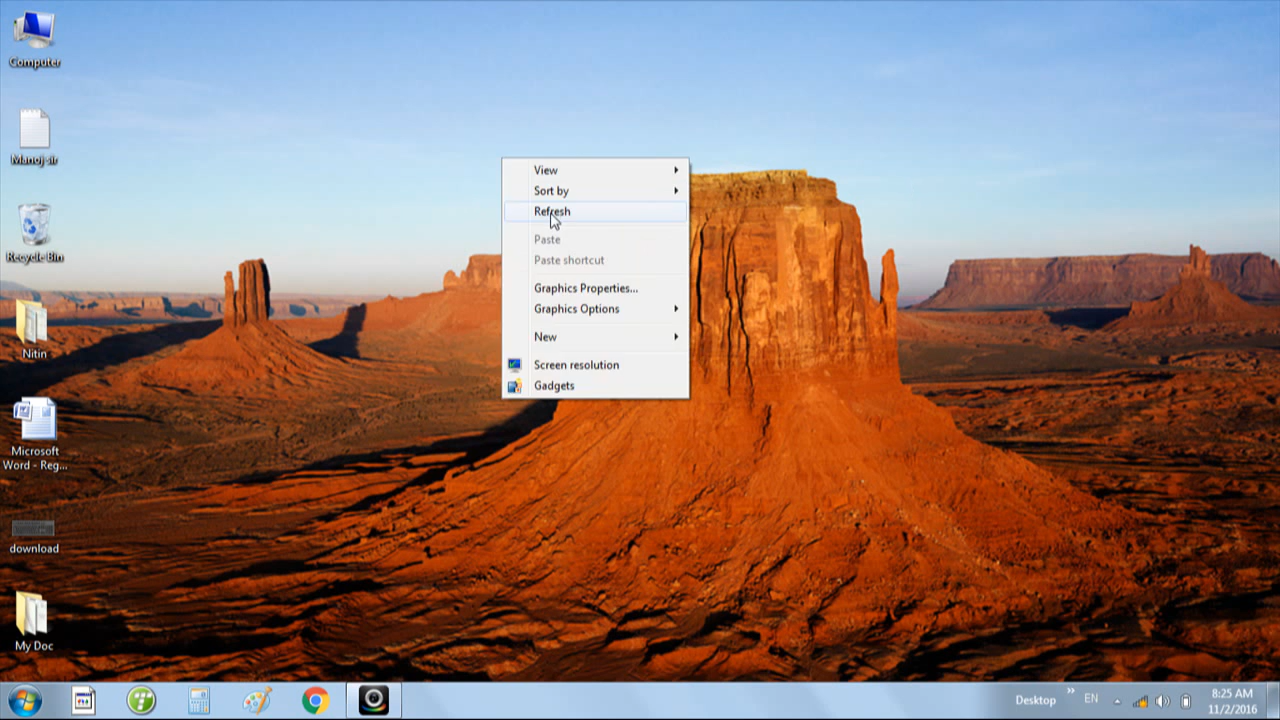 Computer
Manoj-sir
Recycle Bin
Nitin
Microsoft
Word - Reg...
download
My Doc
View
Sort by
Refresh
Paste
Paste shortcut
Graphics Properties...
Graphics Options
New
Screen resolution
Gadgets
Desktop
EN
8:25 AM
11/2/2016